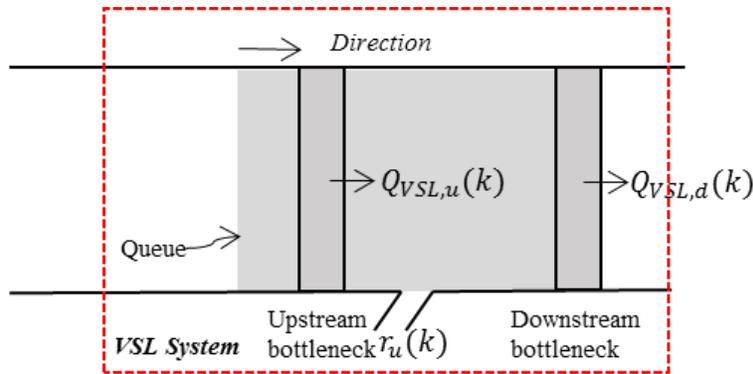 Direction
Q_{VSL,u}(k)
Q_{VSL,d}(k)
Queue
Upstream
bottleneck
r_u(k)
Downstream
bottleneck
VSL System